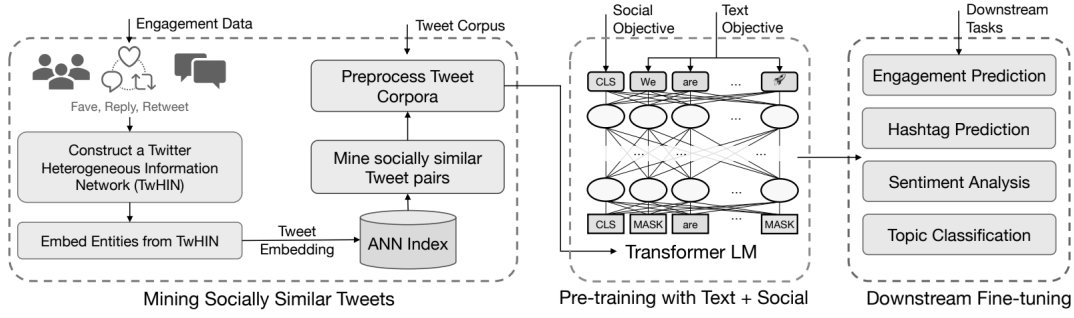 Engagement Data
Fave, Reply, Retweet
Construct a Twitter
Heterogeneous Information
Network (TwHIN)
Embed Entities from TwHIN
Tweet
Embedding
ANN Index
Mine socially similar
Tweet pairs
Tweet Corpus
Preprocess Tweet
Corpora
Mining Socially Similar Tweets
Social
Objective
Text
Objective
CLS We are ... 🚀
...
... ... ...
...
CLS MASK are ... MASK
Transformer LM
Pre-training with Text + Social
Downstream
Tasks
Engagement Prediction
Hashtag Prediction
Sentiment Analysis
Topic Classification
Downstream Fine-tuning